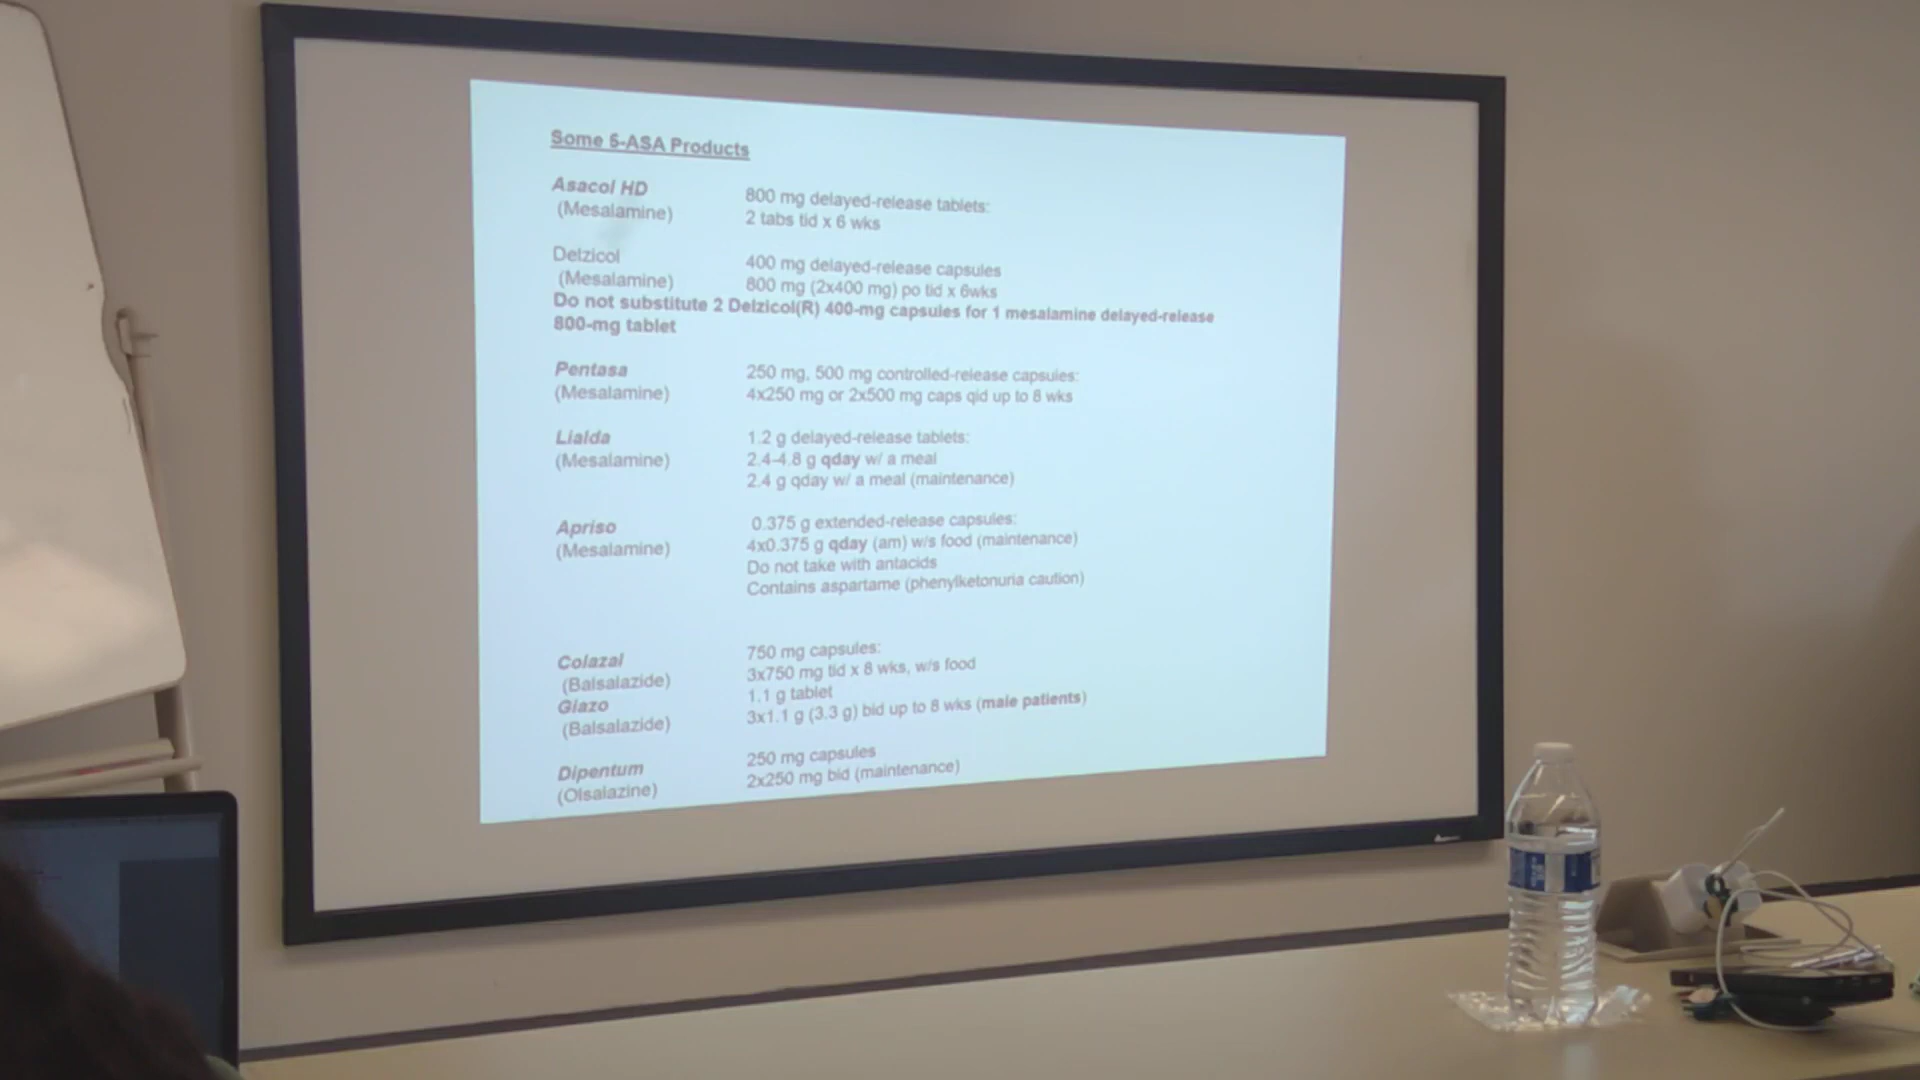 Some 5-ASA Products
Asacol HD
(Mesalamine)
800 mg delayed-release tablets:
2 tabs tid x 6 wks
Delzicol
(Mesalamine)
400 mg delayed-release capsules
800 mg (2x400 mg) po tid x 6wks
Do not substitute 2 Delzicol(R) 400-mg capsules for 1 mesalamine delayed-release
800-mg tablet
Pentasa
(Mesalamine)
250 mg, 500 mg controlled-release capsules:
4x250 mg or 2x500 mg caps qid up to 8 wks
Lialda
(Mesalamine)
1.2 g delayed-release tablets:
2.4-4.8 g qday w/ a meal
2.4 g qday w/ a meal (maintenance)
Apriso
(Mesalamine)
0.375 g extended-release capsules:
4x0.375 g qday (am) w/s food (maintenance)
Do not take with antacids
Contains aspartame (phenylketonuria caution)
Colazal
(Balsalazide)
750 mg capsules:
3x750 mg tid x 8 wks, w/s food
Giazo
(Balsalazide)
1.1 g tablet
3x1.1 g (3.3 g) bid up to 8 wks (male patients)
Dipentum
(Olsalazine)
250 mg capsules
2x250 mg bid (maintenance)